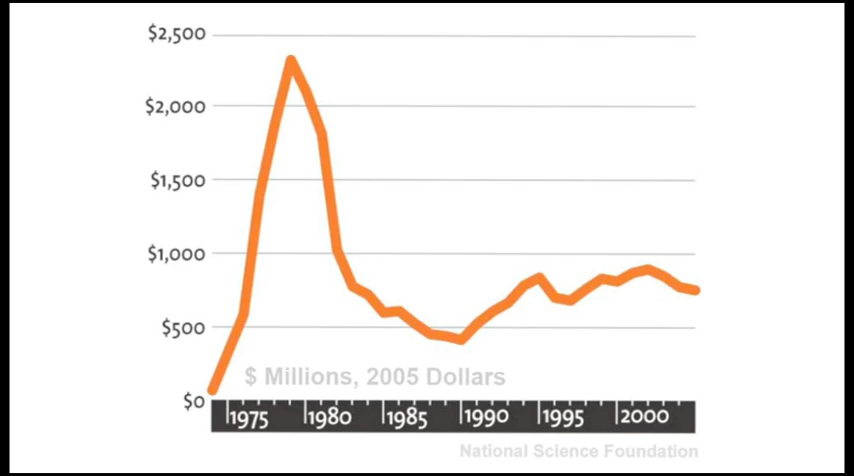 $2,500
$2,000
$1,500
$1,000
$500
$0
$ Millions, 2005 Dollars
1975 1980 1985 1990 1995 2000
National Science Foundation